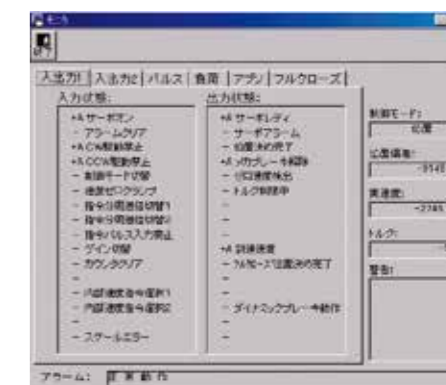 モニタ
終了
入出力1 入出力2 パルス 負荷 アナ/ フルクローズ
入力状態: 出力状態:
+A サーボオン
- アラームクリア
+A CW駆動禁止
+A CCW駆動禁止
- 制御モード切替
- 速度ゼロクランプ
- 指令分周逓倍切替1
- 指令分周逓倍切替2
- 指令パルス入力禁止
- ゲイン切替
- カウンタクリア
-
- 内部速度指令選択1
- 内部速度指令選択2
-
- スケールエラー
+A サーボレディ
- サーボアラーム
- 位置決め完了
+A メカブレーキ解除
- ゼロ速度検出
- トルク制限中
-
-
-
+A 到達速度
- フルクローズ位置決め完了
-
-
- ダイナミックブレーキ動作
-
-
制御モード:
位置
位置偏差:
実速度:
トルク:
警告:
アラーム: 正常動作